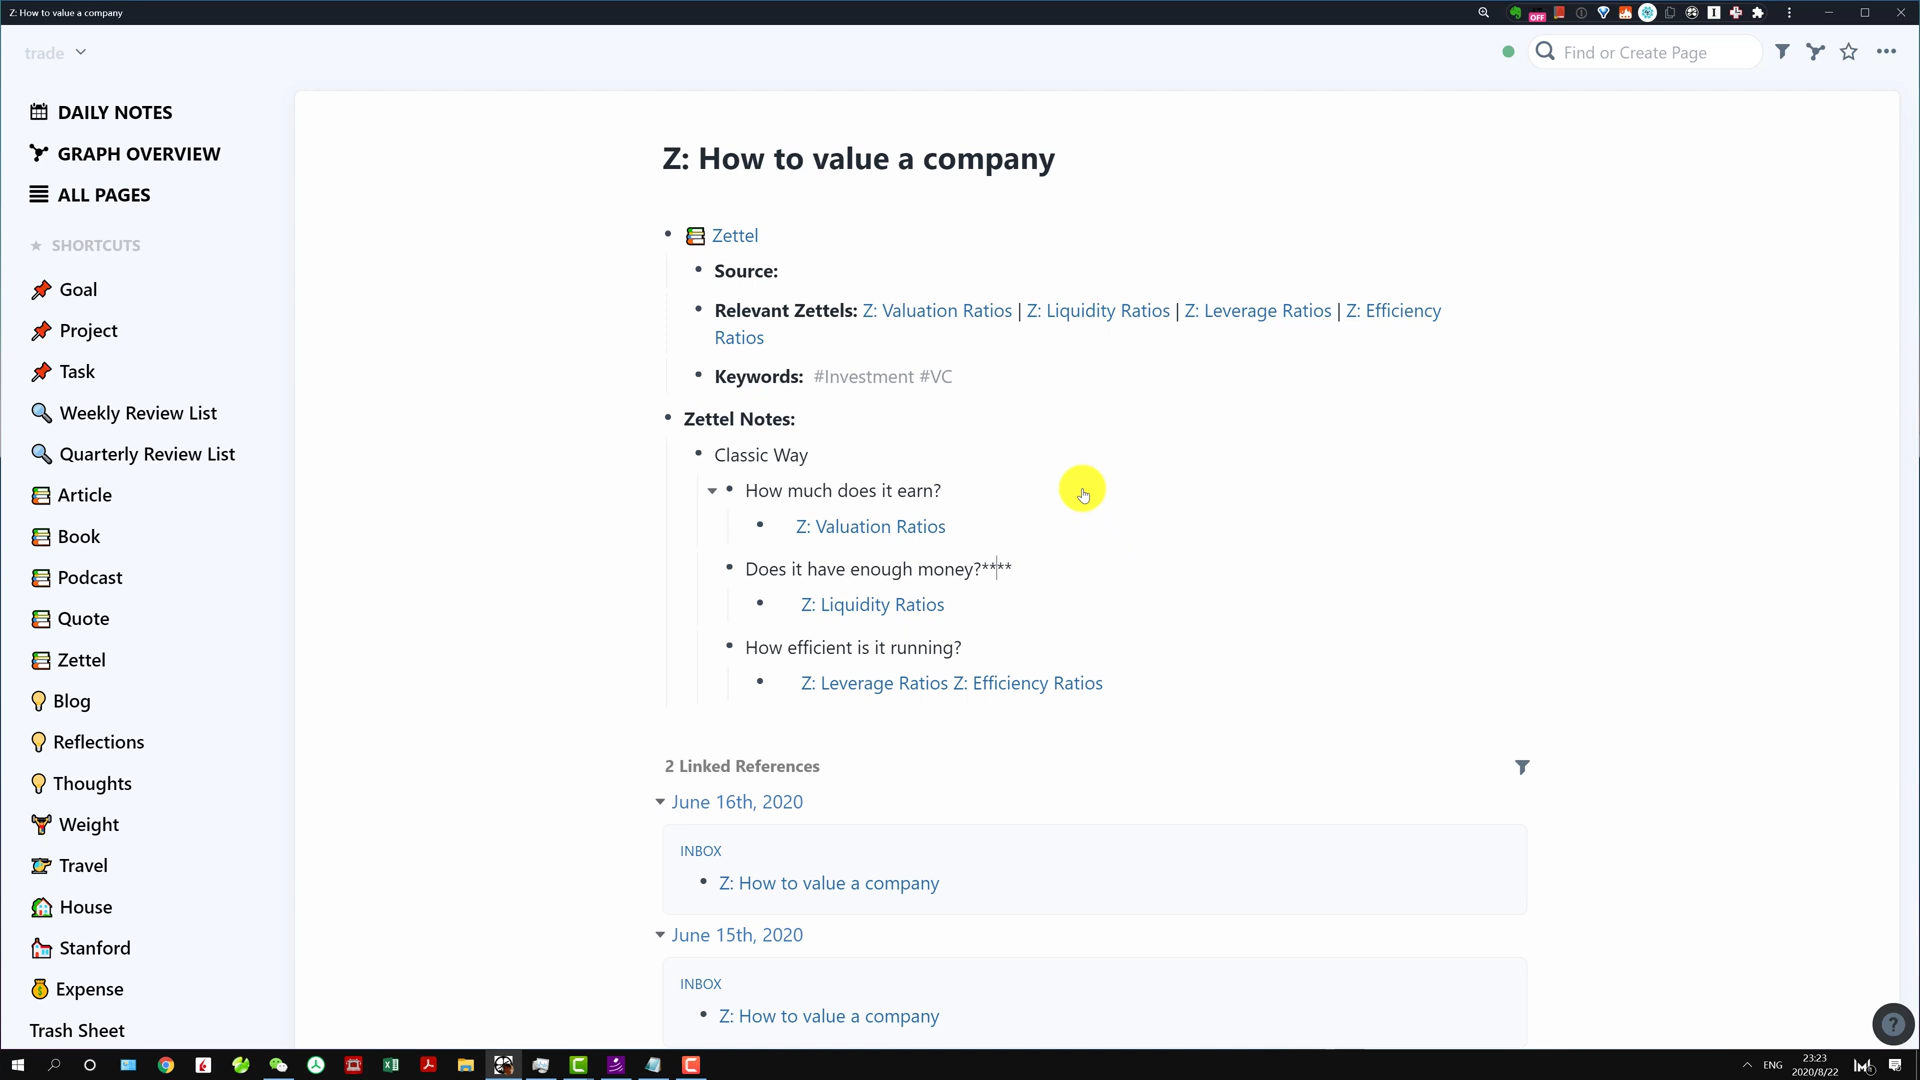 Z: How to value a company
OFF
trade
Find or Create Page
DAILY NOTES
GRAPH OVERVIEW
ALL PAGES
SHORTCUTS
Goal
Project
Task
Weekly Review List
Quarterly Review List
Article
Book
Podcast
Quote
Zettel
Blog
Reflections
Thoughts
Weight
Travel
House
Stanford
Expense
Trash Sheet
Z: How to value a company
Zettel
Source:
Relevant Zettels: Z: Valuation Ratios | Z: Liquidity Ratios | Z: Leverage Ratios | Z: Efficiency
Ratios
Keywords: #Investment #VC
Zettel Notes:
Classic Way
How much does it earn?
Z: Valuation Ratios
Does it have enough money?****
Z: Liquidity Ratios
How efficient is it running?
Z: Leverage Ratios Z: Efficiency Ratios
2 Linked References
June 16th, 2020
INBOX
Z: How to value a company
June 15th, 2020
INBOX
Z: How to value a company
ENG
23:23
2020/8/22